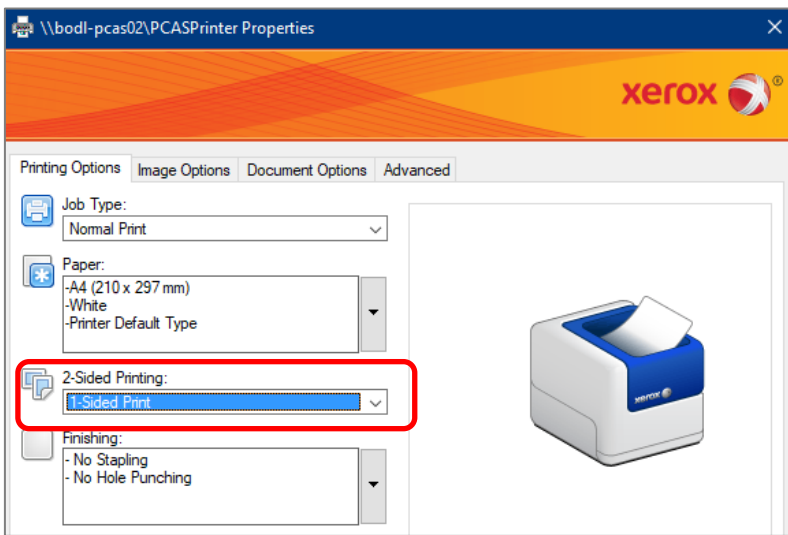 \\bodl-pcas02\PCASPrinter Properties
xerox ®
Printing Options Image Options Document Options Advanced
Job Type:
Normal Print
Paper:
-A4 (210 x 297 mm)
-White
-Printer Default Type
2-Sided Printing:
1-Sided Print
xerox
Finishing:
- No Stapling
- No Hole Punching